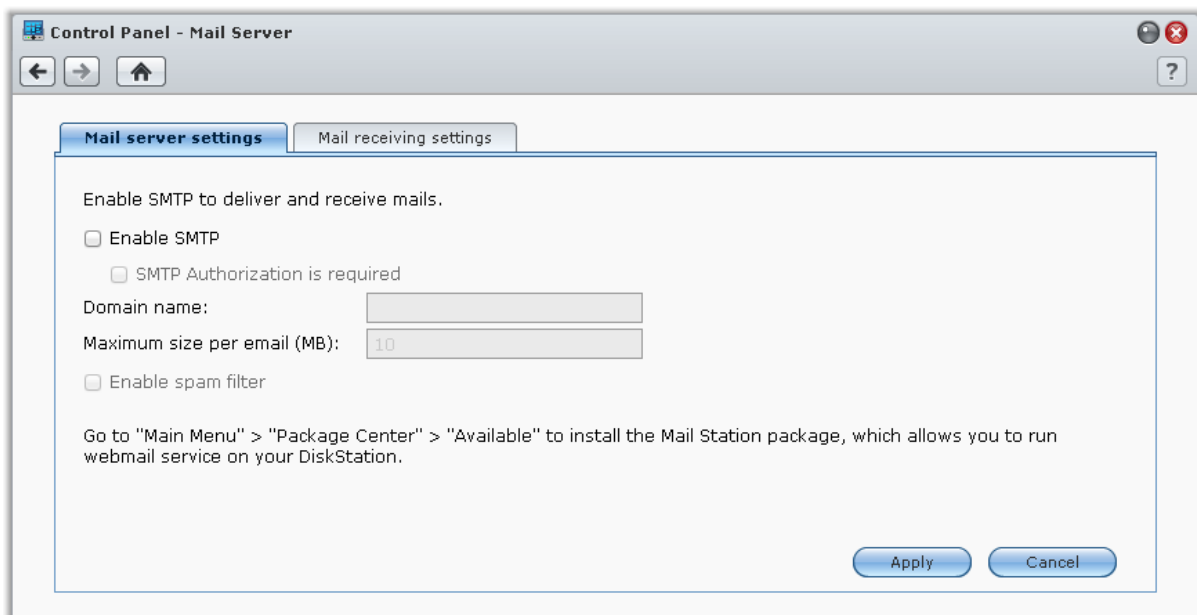 Control Panel - Mail Server
?
Mail server settings
Mail receiving settings
Enable SMTP to deliver and receive mails.
Enable SMTP
SMTP Authorization is required
Domain name:
Maximum size per email (MB):
10
Enable spam filter
Go to "Main Menu" > "Package Center" > "Available" to install the Mail Station package, which allows you to run
webmail service on your DiskStation.
Apply
Cancel